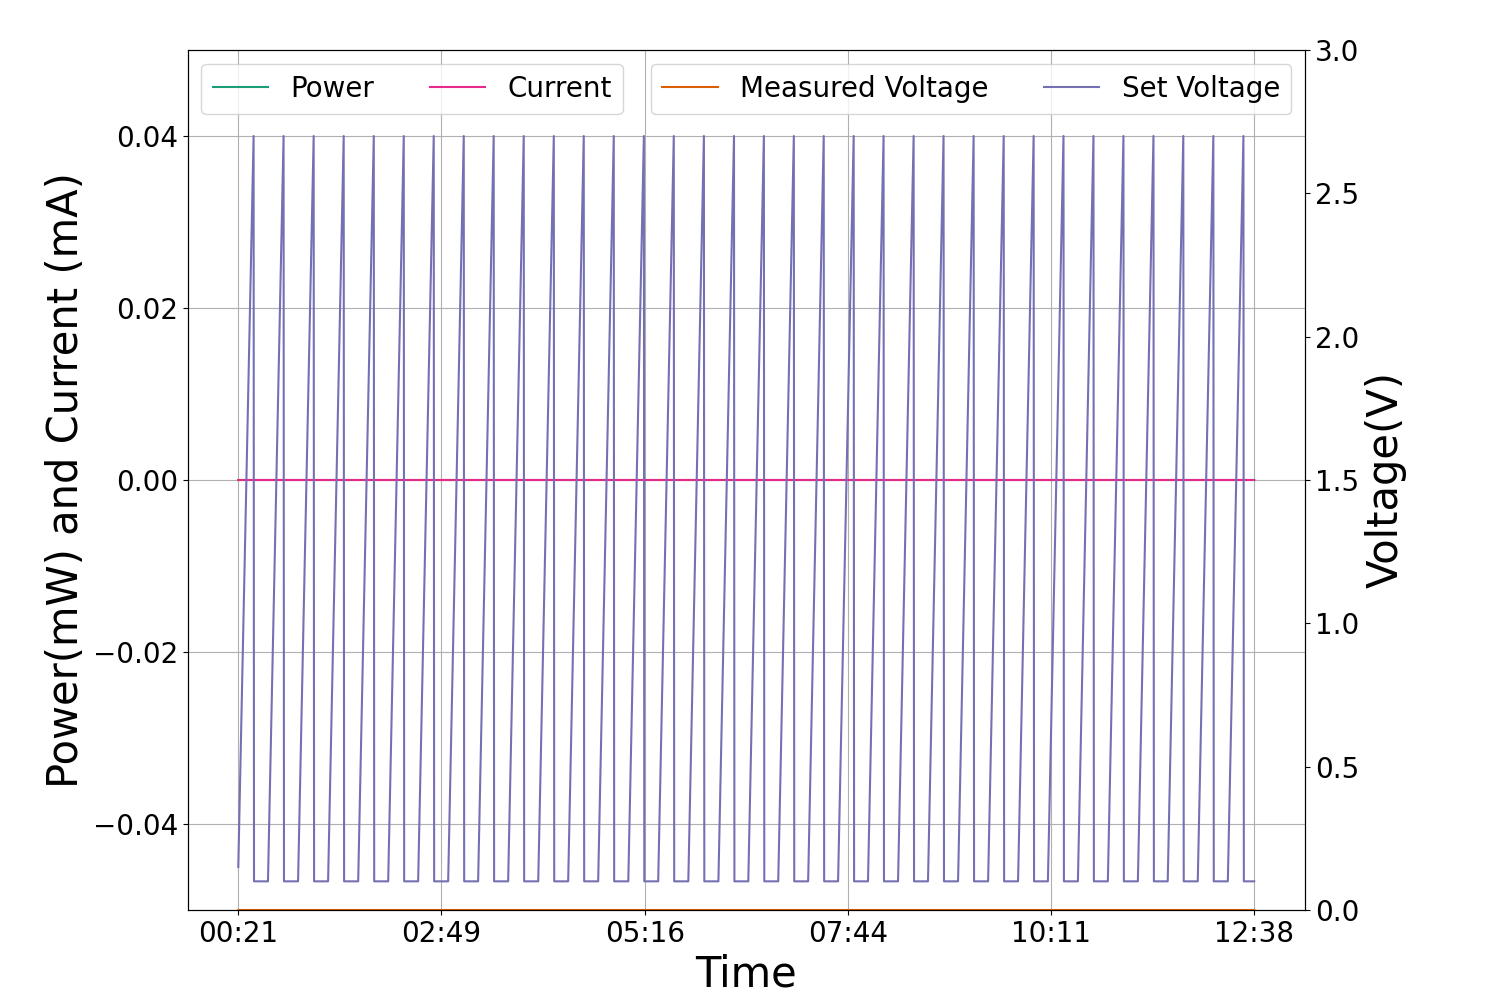 Power Current Measured Voltage Set Voltage
Power(mW) and Current (mA)
0.04
0.02
0.00
−0.02
−0.04
3.0
2.5
2.0
1.5
1.0
0.5
0.0
Voltage(V)
00:21 02:49 05:16 07:44 10:11 12:38
Time